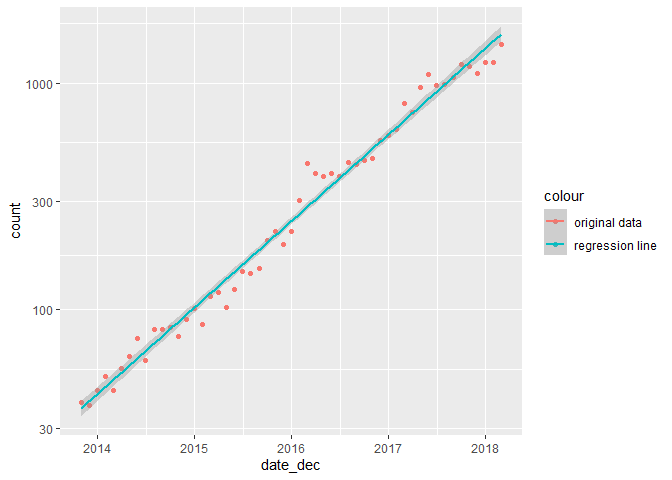 1000
300
100
30
count
2014 2015 2016 2017 2018
date_dec
colour
original data
regression line